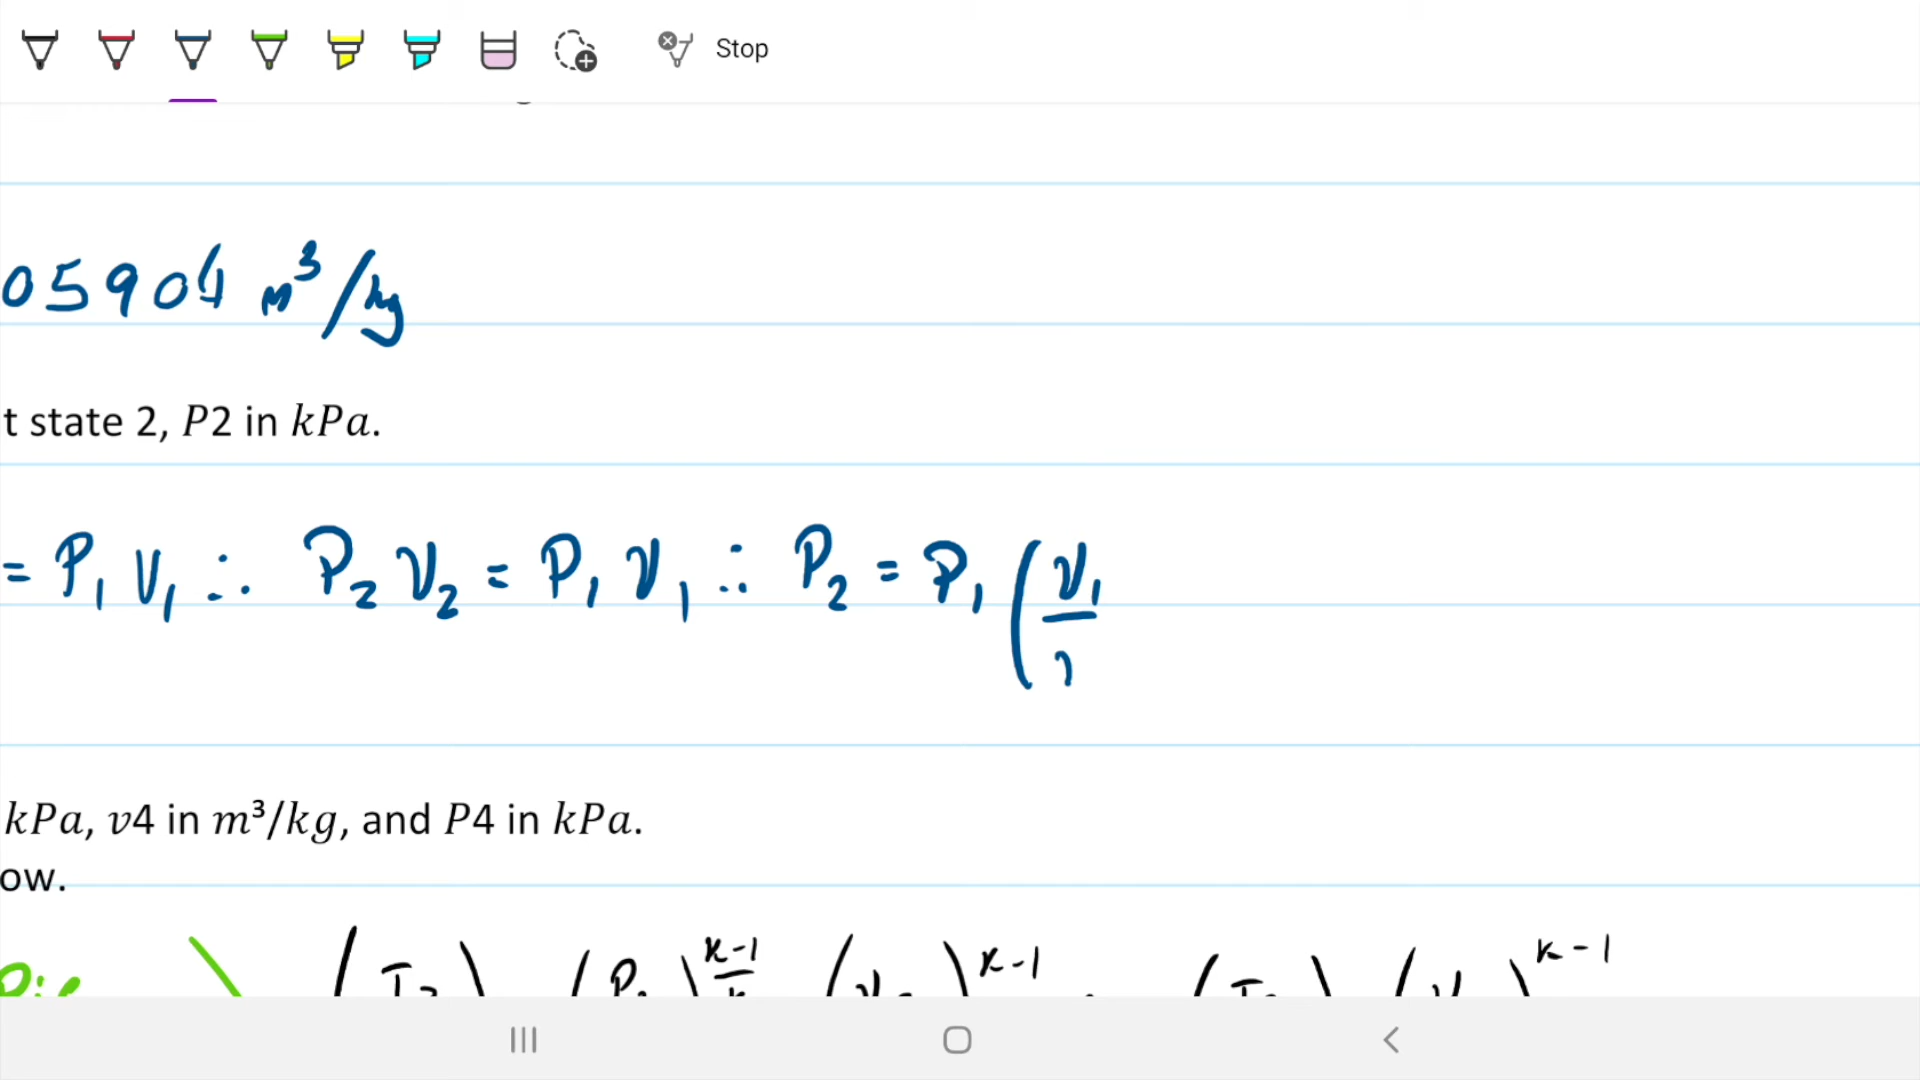 Stop
05904 m³/kg
t state 2, P2 in kPa.
= P₁ V₁ ∴ P₂ V₂ = P₁ V₁ ∴ P₂ = P₁ (V₁/
kPa, v4 in m³/kg, and P4 in kPa.
ow.